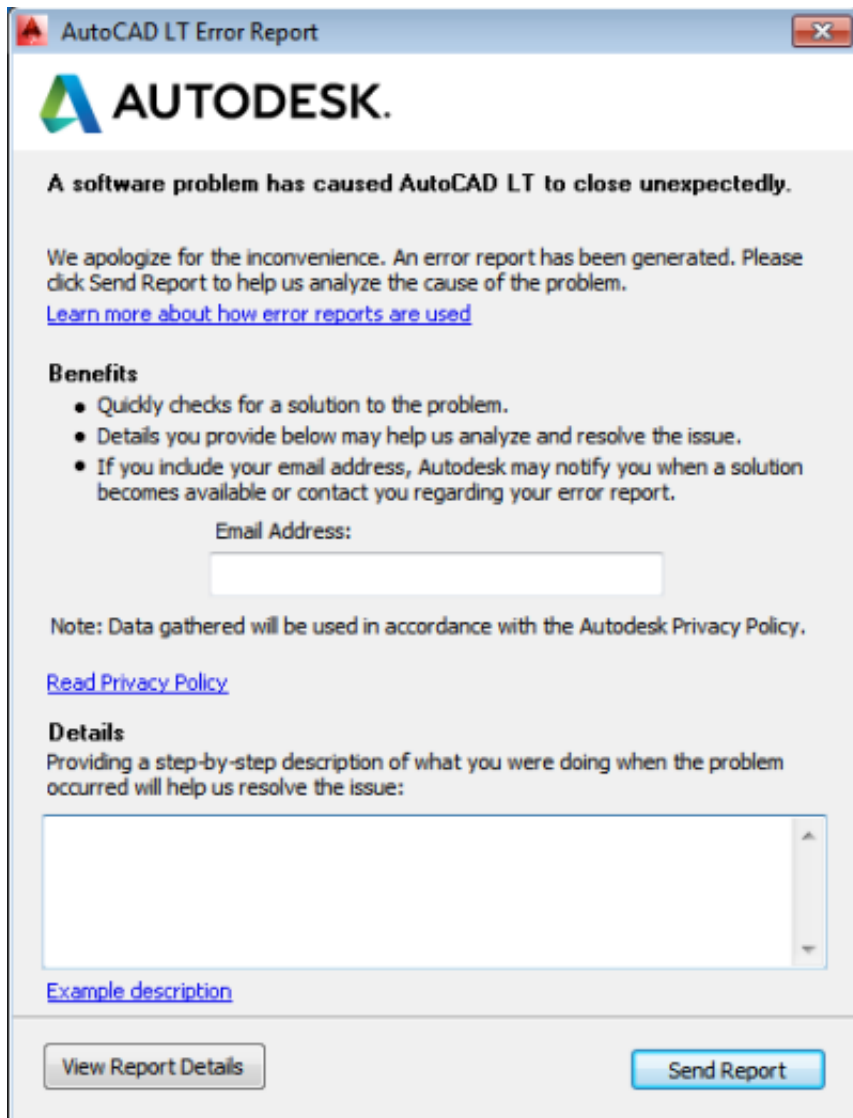 AutoCAD LT Error Report
AUTODESK.
A software problem has caused AutoCAD LT to close unexpectedly.
We apologize for the inconvenience. An error report has been generated. Please
click Send Report to help us analyze the cause of the problem.
Learn more about how error reports are used
Benefits
• Quickly checks for a solution to the problem.
• Details you provide below may help us analyze and resolve the issue.
• If you include your email address, Autodesk may notify you when a solution
becomes available or contact you regarding your error report.
Email Address:
Note: Data gathered will be used in accordance with the Autodesk Privacy Policy.
Read Privacy Policy
Details
Providing a step-by-step description of what you were doing when the problem
occurred will help us resolve the issue:
Example description
View Report Details
Send Report